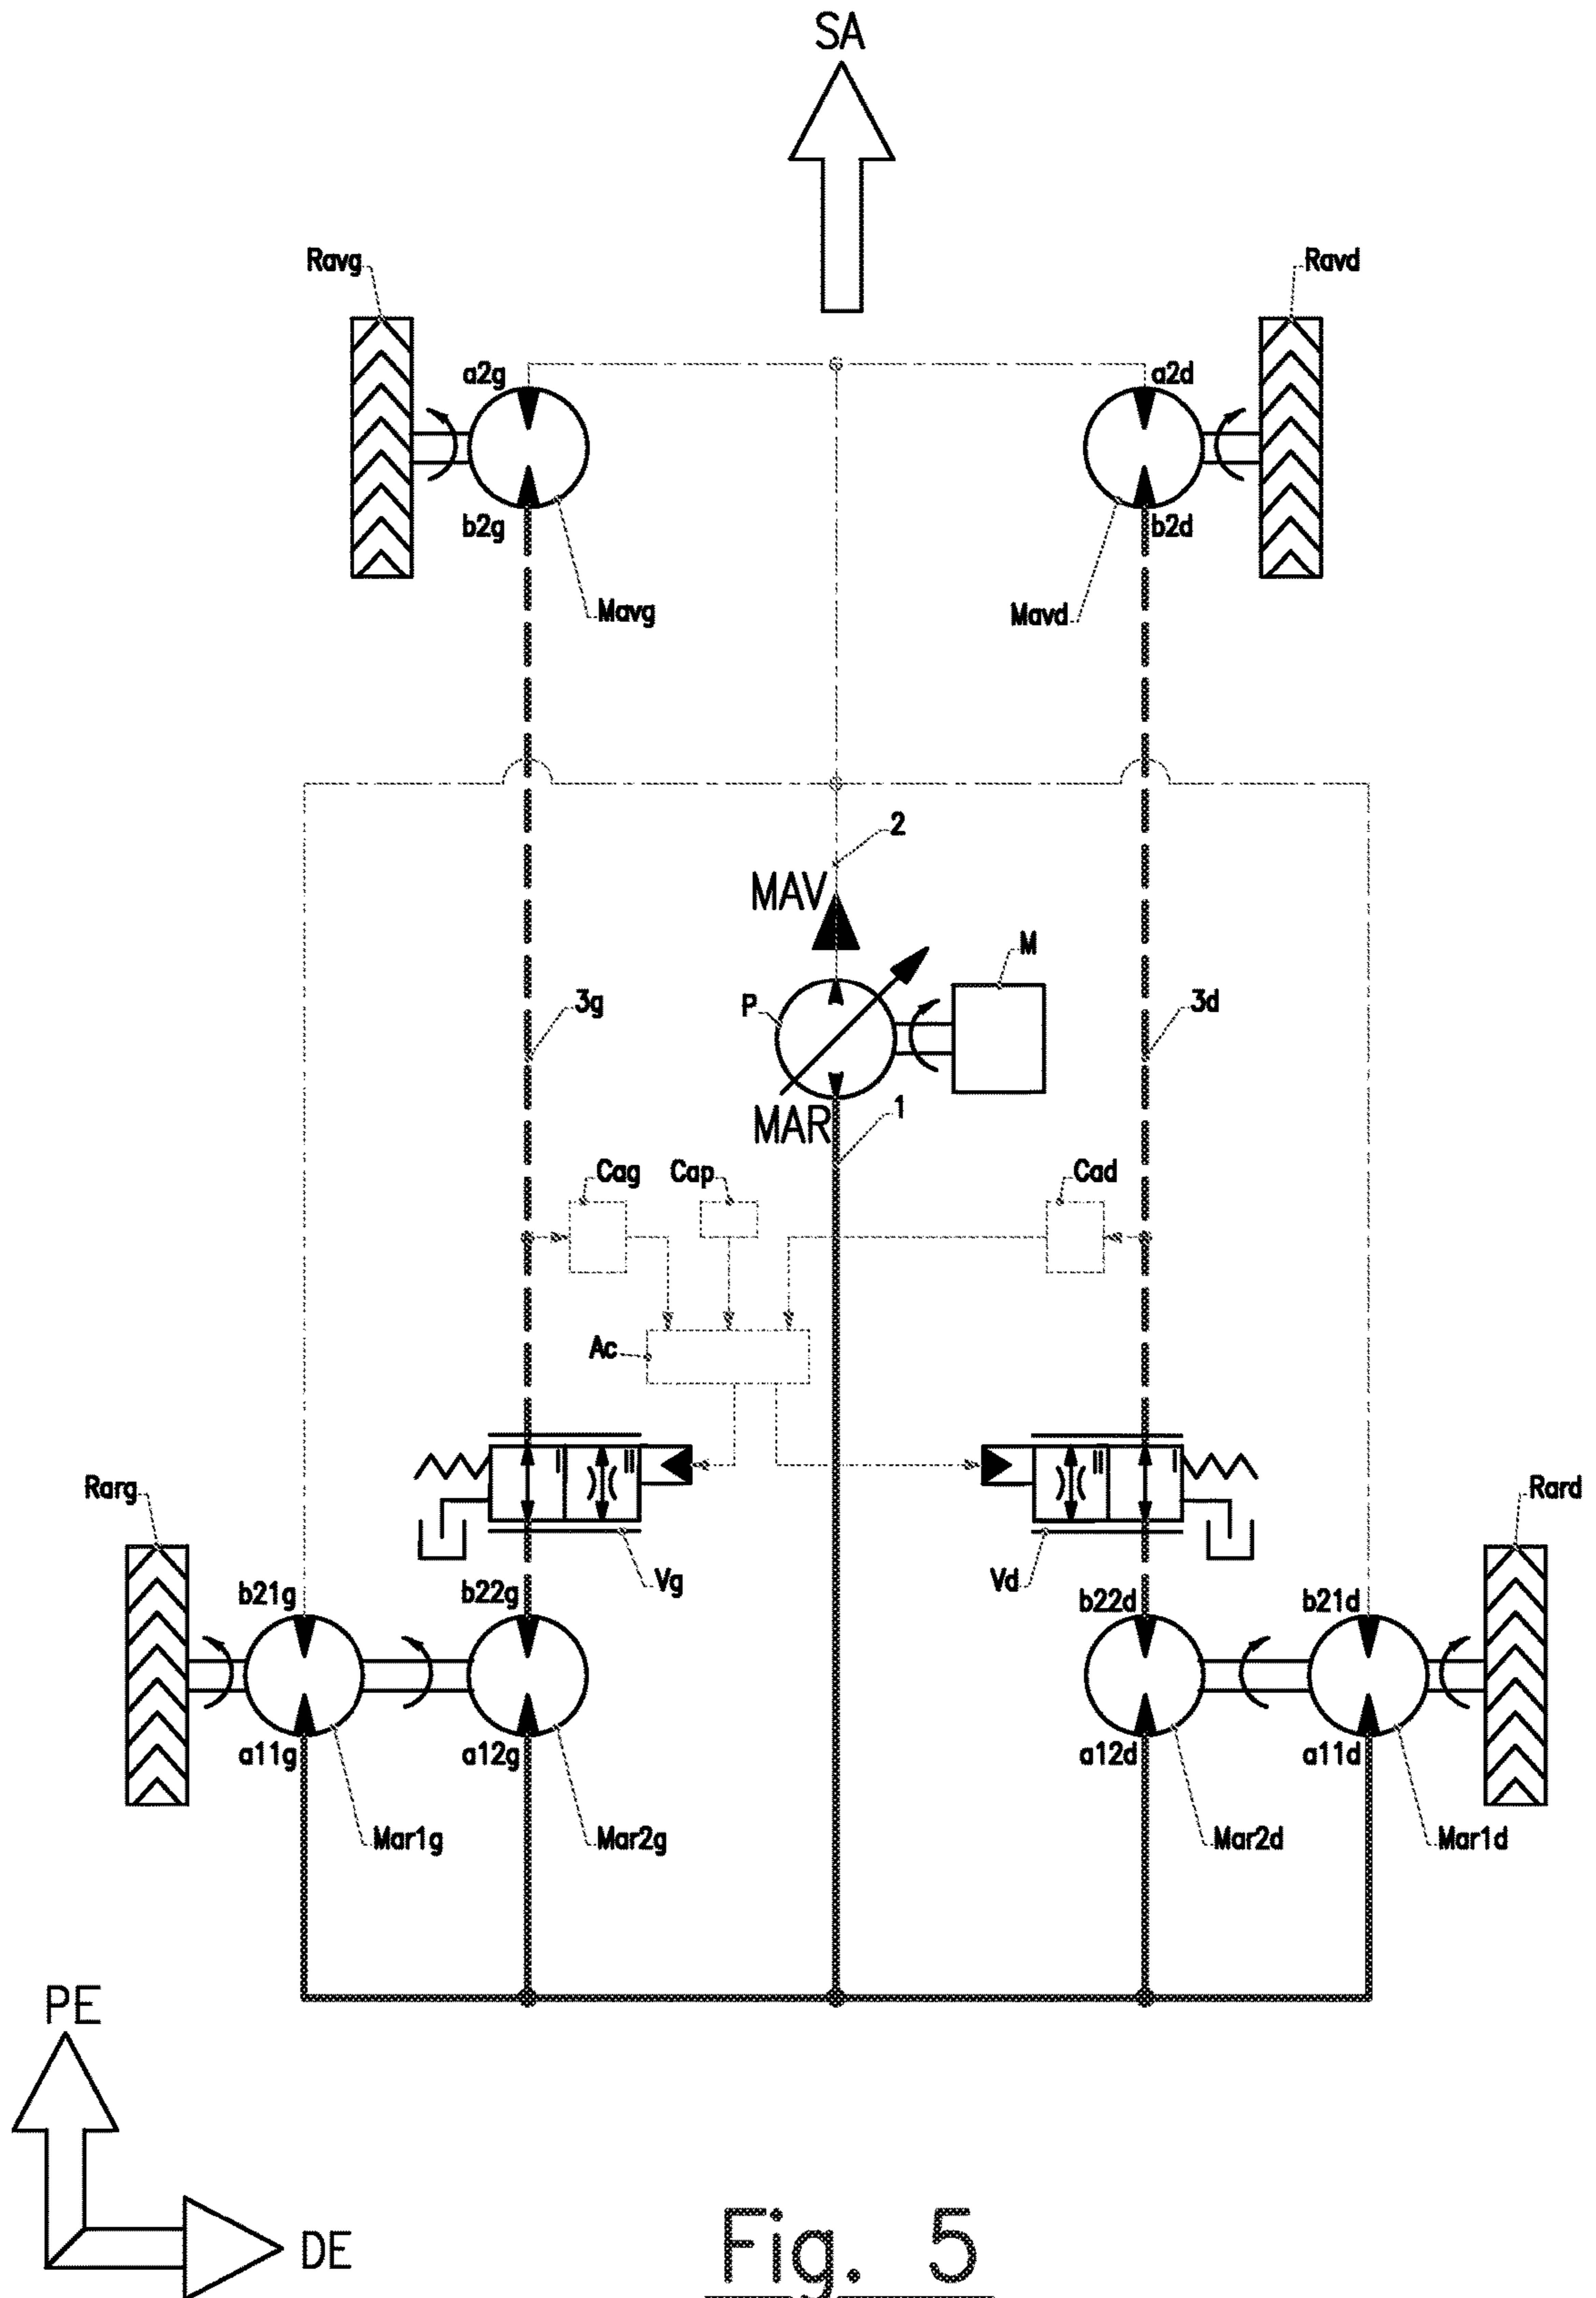 SA
Ravg
Ravd
a2g
a2d
b2g
b2d
Mavg
Mavd
2
MAV
M
3g
P
3d
1
MAR
Cag
Cap
Cad
Ac
I
II
II
I
Rarg
Rard
Vg
Vd
b21g
b22g
b22d
b21d
a11g
a12g
a12d
a11d
Mar1g
Mar2g
Mar2d
Mar1d
PE
DE
Fig. 5